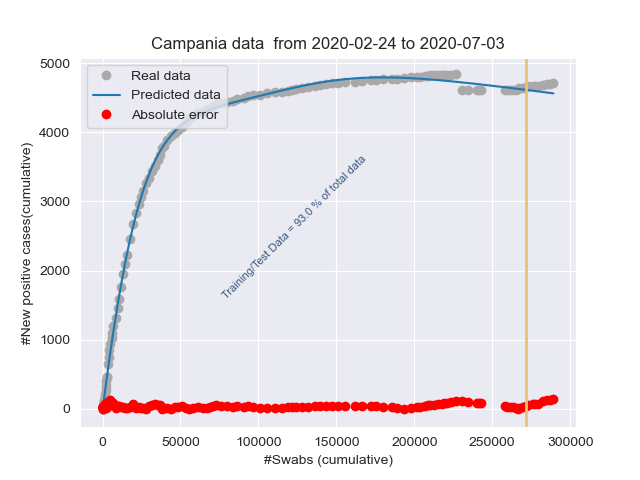 Campania data  from 2020-02-24 to 2020-07-03
5000
4000
3000
2000
1000
0
#New positive cases(cumulative)
Real data
Predicted data
Absolute error
Training/Test Data = 93.0 % of total data
0
50000
100000
150000
200000
250000
300000
#Swabs (cumulative)